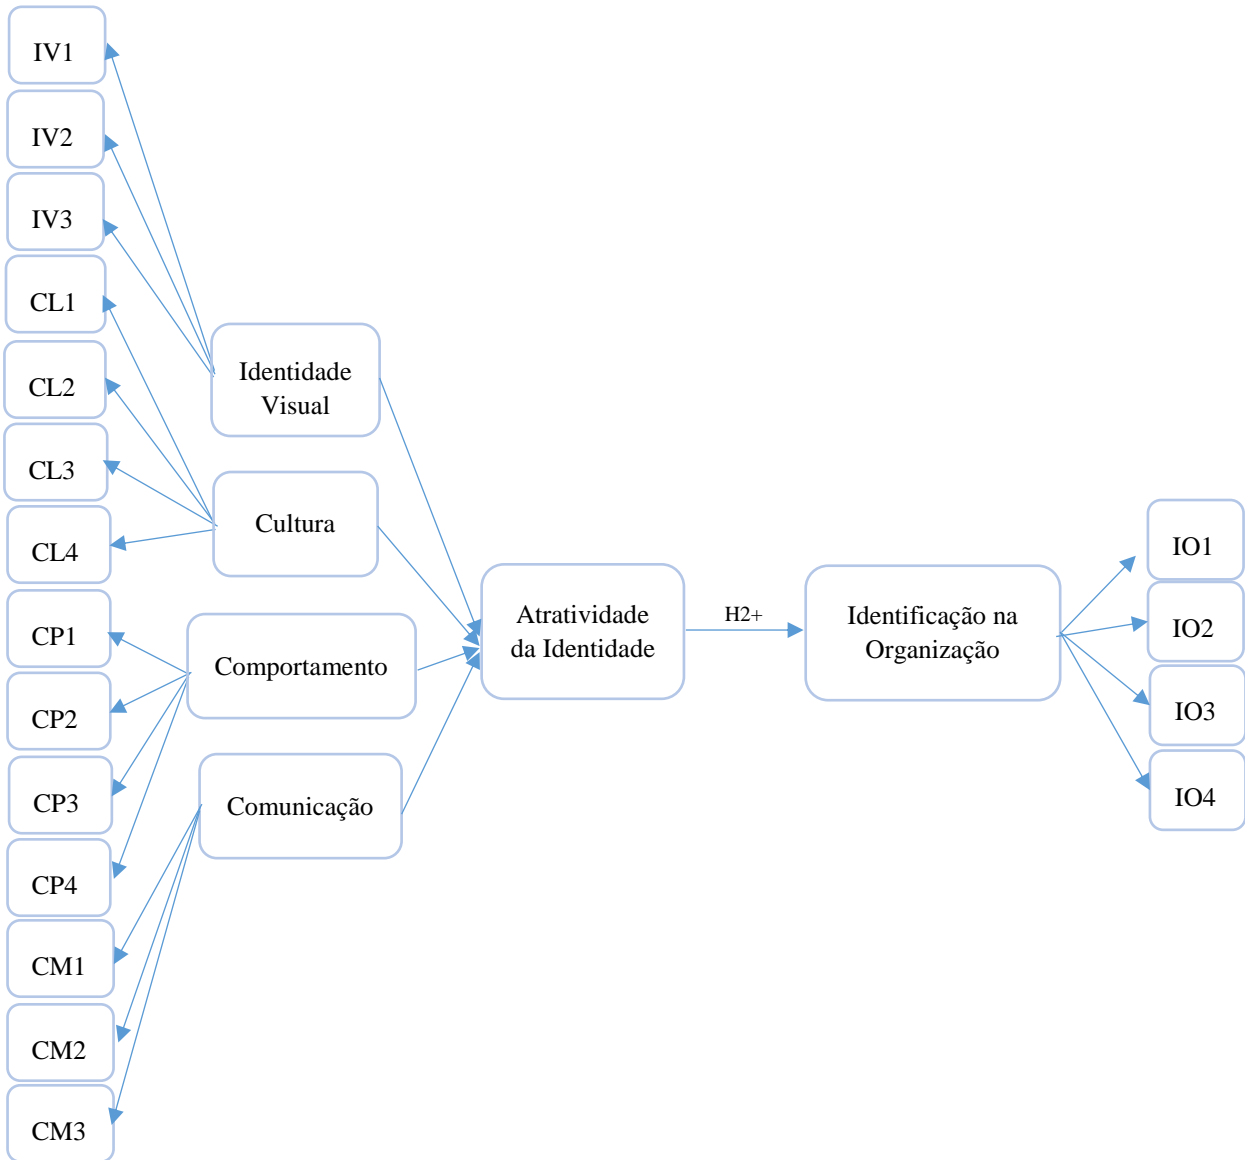 IV1
IV2
IV3
CL1
CL2
CL3
CL4
CP1
CP2
CP3
CP4
CM1
CM2
CM3
Identidade
Visual
Cultura
Comportamento
Comunicação
Atratividade
da Identidade
H2+
Identificação na
Organização
IO1
IO2
IO3
IO4